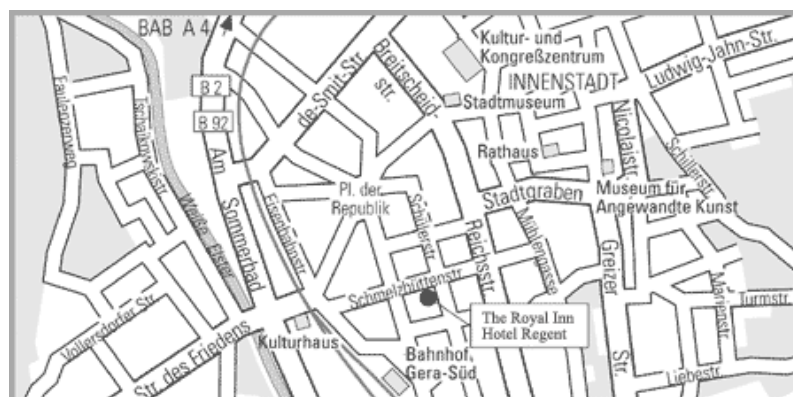 BAB A 4
Kultur- und
Kongreßzentrum
INNENSTADT
Ludwig-Jahn-Str.
Breitscheid-
str.
de-Smit-Str.
B 2
B 92
Stadtmuseum
Faulenzerweg
Tschaikowskistr.
Am
Sommerbad
Rathaus
Nicolaistr.
Schillerstr.
Museum für
Angewandte Kunst
Stadtgraben
Pl. der
Republik
Eisenbahnstr.
Weiße Elster
Schülerstr.
Reichsstr.
Mühlengasse
Greizer
Str.
Schmelzhüttenstr.
The Royal Inn
Hotel Regent
Marienstr.
Turmstr.
Vollersdorfer Str.
Kulturhaus
Str. des Friedens
Bahnhof
Gera-Süd
Liebestr.